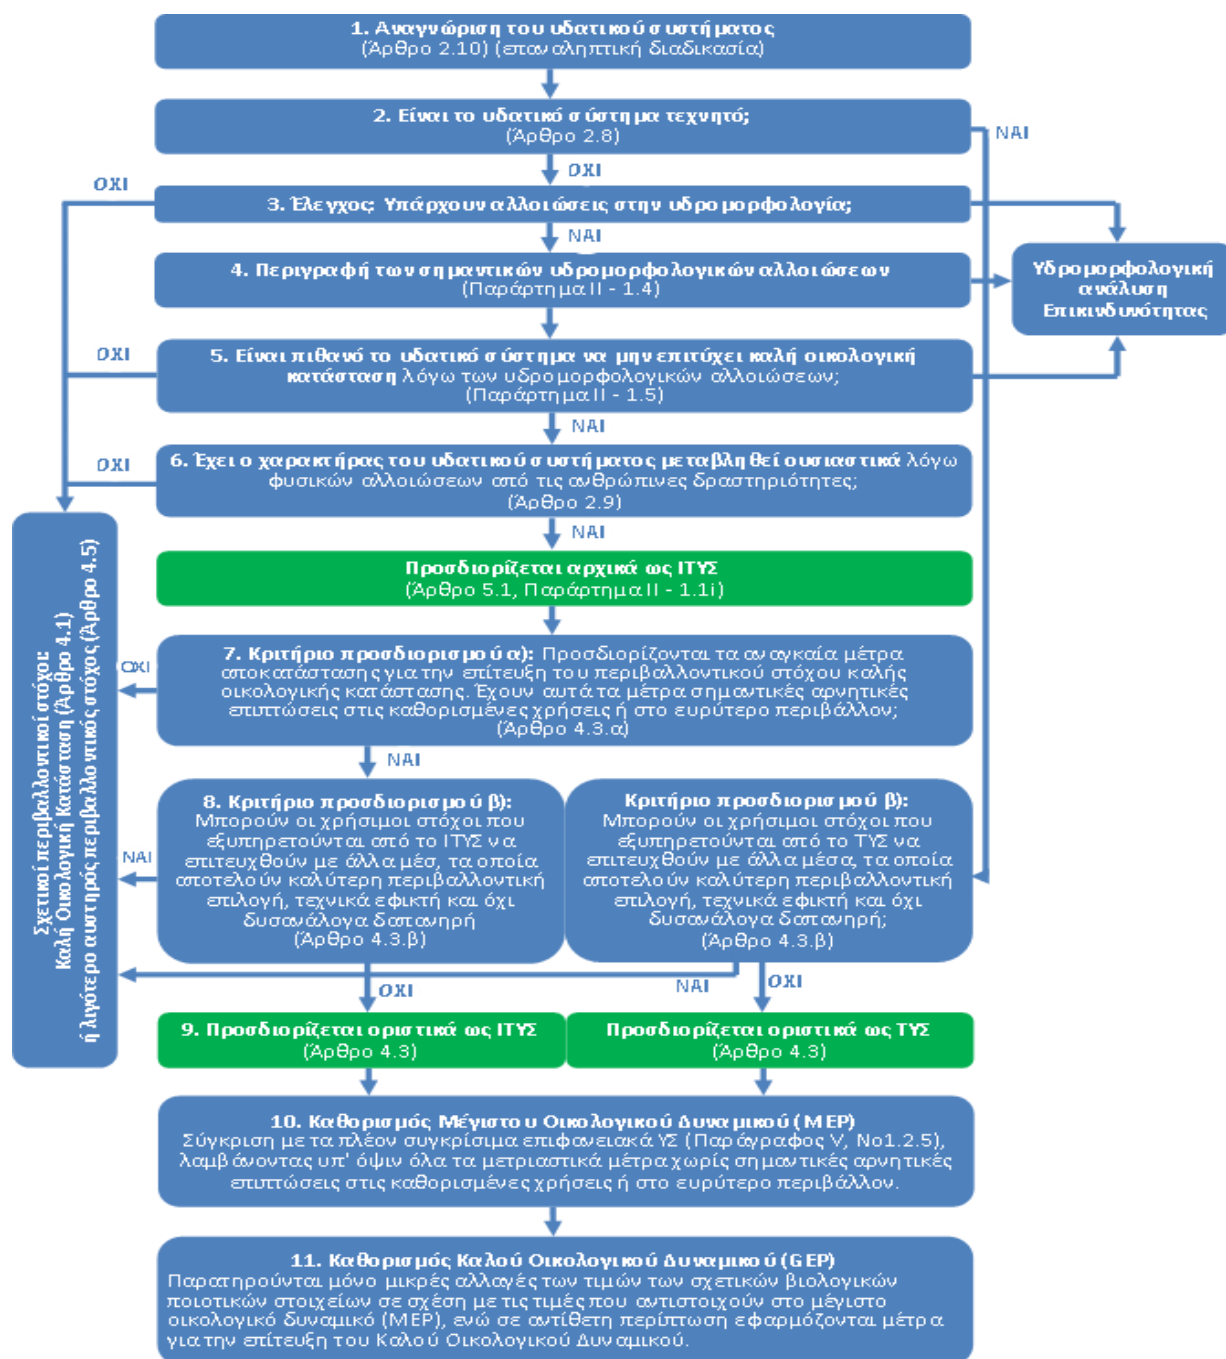 1. Αναγνώριση του υδατικού συστήματος
(Άρθρο 2.10) (επαναληπτική διαδικασία)
2. Είναι το υδατικό σύστημα τεχνητό;
(Άρθρο 2.8)
ΝΑΙ
ΟΧΙ
ΟΧΙ
3. Έλεγχος: Υπάρχουν αλλοιώσεις στην υδρομορφολογία;
ΝΑΙ
4. Περιγραφή των σημαντικών υδρομορφολογικών αλλοιώσεων
(Παράρτημα ΙΙ - 1.4)
Υδρομορφολογική
ανάλυση
Επικινδυνότητας
ΟΧΙ
5. Είναι πιθανό το υδατικό σύστημα να μην επιτύχει καλή οικολογική
κατάσταση λόγω των υδρομορφολογικών αλλοιώσεων;
(Παράρτημα ΙΙ - 1.5)
ΝΑΙ
ΟΧΙ
6. Έχει ο χαρακτήρας του υδατικού συστήματος μεταβληθεί ουσιαστικά λόγω
φυσικών αλλοιώσεων από τις ανθρώπινες δραστηριότητες;
(Άρθρο 2.9)
ΝΑΙ
Προσδιορίζεται αρχικά ως ΙΤΥΣ
(Άρθρο 5.1, Παράρτημα ΙΙ - 1.1i)
Σχετικοί περιβαλλοντικοί στόχοι:
Καλή Οικολογική Κατάσταση (Άρθρο 4.1)
ή λιγότερο αυστηρός περιβαλλοντικός στόχος (Άρθρο 4.5)
ΟΧΙ
7. Κριτήριο προσδιορισμού α): Προσδιορίζονται τα αναγκαία μέτρα
αποκατάστασης για την επίτευξη του περιβαλλοντικού στόχου καλής
οικολογικής κατάστασης. Έχουν αυτά τα μέτρα σημαντικές αρνητικές
επιπτώσεις στις καθορισμένες χρήσεις ή στο ευρύτερο περιβάλλον;
(Άρθρο 4.3.α)
ΝΑΙ
8. Κριτήριο προσδιορισμού β):
Μπορούν οι χρήσιμοι στόχοι που
εξυπηρετούνται από το ΙΤΥΣ να
επιτευχθούν με άλλα μέσ, τα οποία
αποτελούν καλύτερη περιβαλλοντική
επιλογή, τεχνικά εφικτή και όχι
δυσανάλογα δαπανηρή
(Άρθρο 4.3.β)
ΝΑΙ
Κριτήριο προσδιορισμού β):
Μπορούν οι χρήσιμοι στόχοι που
εξυπηρετούνται από το ΤΥΣ να
επιτευχθούν με άλλα μέσα, τα οποία
αποτελούν καλύτερη περιβαλλοντική
επιλογή, τεχνικά εφικτή και όχι
δυσανάλογα δαπανηρή;
(Άρθρο 4.3.β)
ΟΧΙ
ΝΑΙ
ΟΧΙ
9. Προσδιορίζεται οριστικά ως ΙΤΥΣ
(Άρθρο 4.3)
Προσδιορίζεται οριστικά ως ΤΥΣ
(Άρθρο 4.3)
10. Καθορισμός Μέγιστου Οικολογικού Δυναμικού (MEP)
Σύγκριση με τα πλέον συγκρίσιμα επιφανειακά ΥΣ (Παράγραφος V, No1.2.5),
λαμβάνοντας υπ' όψιν όλα τα μετριαστικά μέτρα χωρίς σημαντικές αρνητικές
επιπτώσεις στις καθορισμένες χρήσεις ή στο ευρύτερο περιβάλλον.
11. Καθορισμός Καλού Οικολογικού Δυναμικού (GEP)
Παρατηρούνται μόνο μικρές αλλαγές των τιμών των σχετικών βιολογικών
ποιοτικών στοιχείων σε σχέση με τις τιμές που αντιστοιχούν στο μέγιστο
οικολογικό δυναμικό (MEP), ενώ σε αντίθετη περίπτωση εφαρμόζονται μέτρα
για την επίτευξη του Καλού Οικολογικού Δυναμικού.